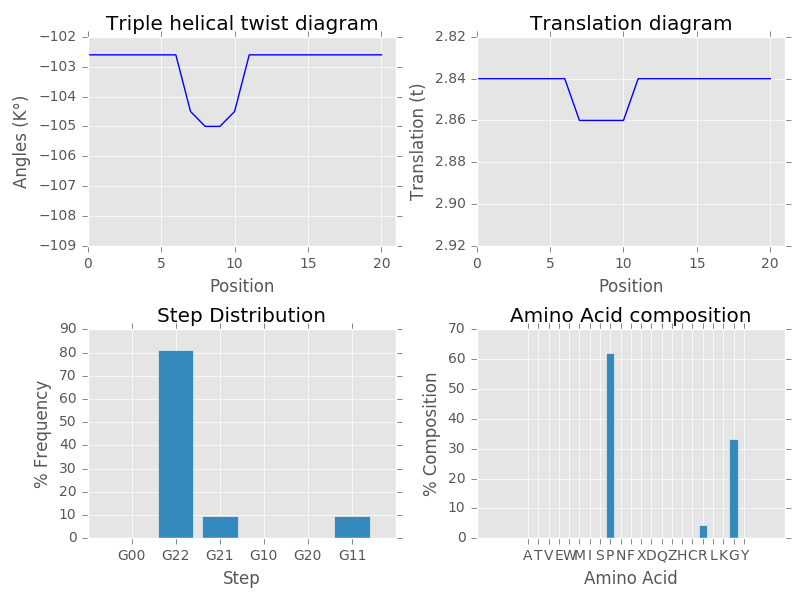 Triple helical twist diagram
−102
−103
−104
−105
−106
−107
−108
−109
Angles (K°)
0 5 10 15 20
Position
Translation diagram
2.82
2.84
2.86
2.88
2.90
2.92
Translation (t)
0 5 10 15 20
Position
Step Distribution
90
80
70
60
50
40
30
20
10
0
% Frequency
G00 G22 G21 G10 G20 G11
Step
Amino Acid composition
70
60
50
40
30
20
10
0
% Composition
A T V E W M I S P N F X D Q Z H C R L K G Y
Amino Acid